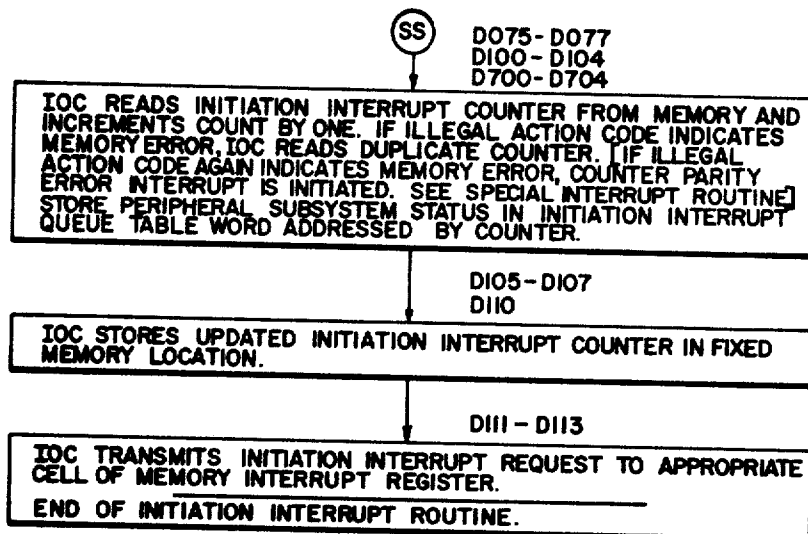 SS
D075-D077
D100-D104
D700-D704
IOC READS INITIATION INTERRUPT COUNTER FROM MEMORY AND
INCREMENTS COUNT BY ONE. IF ILLEGAL ACTION CODE INDICATES
MEMORY ERROR, IOC READS DUPLICATE COUNTER. [IF ILLEGAL
ACTION CODE AGAIN INDICATES MEMORY ERROR, COUNTER PARITY
ERROR INTERRUPT IS INITIATED. SEE SPECIAL INTERRUPT ROUTINE]
STORE PERIPHERAL SUBSYSTEM STATUS IN INITIATION INTERRUPT
QUEUE TABLE WORD ADDRESSED BY COUNTER.
D105-D107
D110
IOC STORES UPDATED INITIATION INTERRUPT COUNTER IN FIXED
MEMORY LOCATION.
D111-D113
IOC TRANSMITS INITIATION INTERRUPT REQUEST TO APPROPRIATE
CELL OF MEMORY INTERRUPT REGISTER.
END OF INITIATION INTERRUPT ROUTINE.